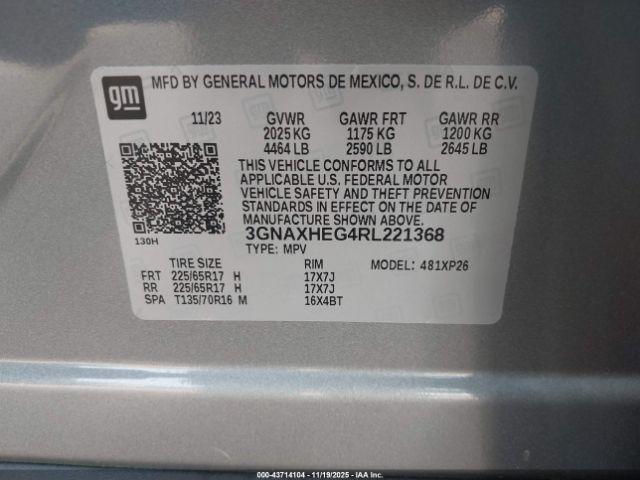 gm
MFD BY GENERAL MOTORS DE MEXICO, S. DE R.L. DE C.V.
11/23 GVWR GAWR FRT GAWR RR
2025 KG 1175 KG 1200 KG
4464 LB 2590 LB 2645 LB
THIS VEHICLE CONFORMS TO ALL
APPLICABLE U.S. FEDERAL MOTOR
VEHICLE SAFETY AND THEFT PREVENTION
STANDARDS IN EFFECT ON THE DATE OF
MANUFACTURE SHOWN ABOVE.
130H
3GNAXHEG4RL221368
TYPE: MPV
TIRE SIZE RIM MODEL: 481XP26
FRT 225/65R17 H 17X7J
RR 225/65R17 H 17X7J
SPA T135/70R16 M 16X4BT
000-43714104 - 11/19/2025 - IAAI.COM